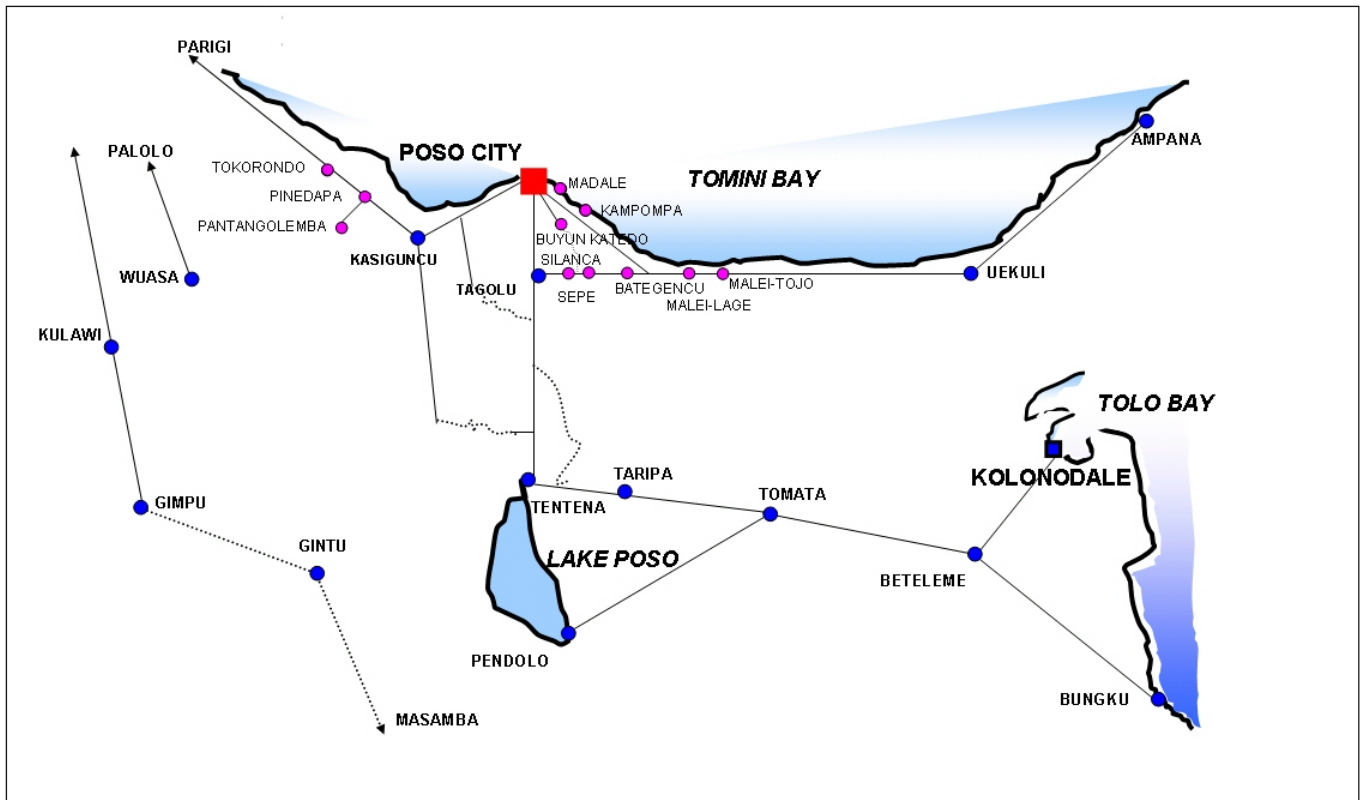 PARIGI
AMPANA
PALOLO
POSO CITY
TOKORONDO
TOMINI BAY
MADALE
PINEDAPA
KAMPOMPA
PANTANGOLEMBA
BUYUN KATEDO
KASIGUNCU
SILANCA
WUASA
TAGOLU
BATEGENCU
MALEI-TOJO
UEKULI
SEPE
MALEI-LAGE
KULAWI
TOLO BAY
TARIPA
KOLONODALE
TOMATA
GIMPU
TENTENA
GINTU
LAKE POSO
BETELEME
PENDOLO
BUNGKU
MASAMBA